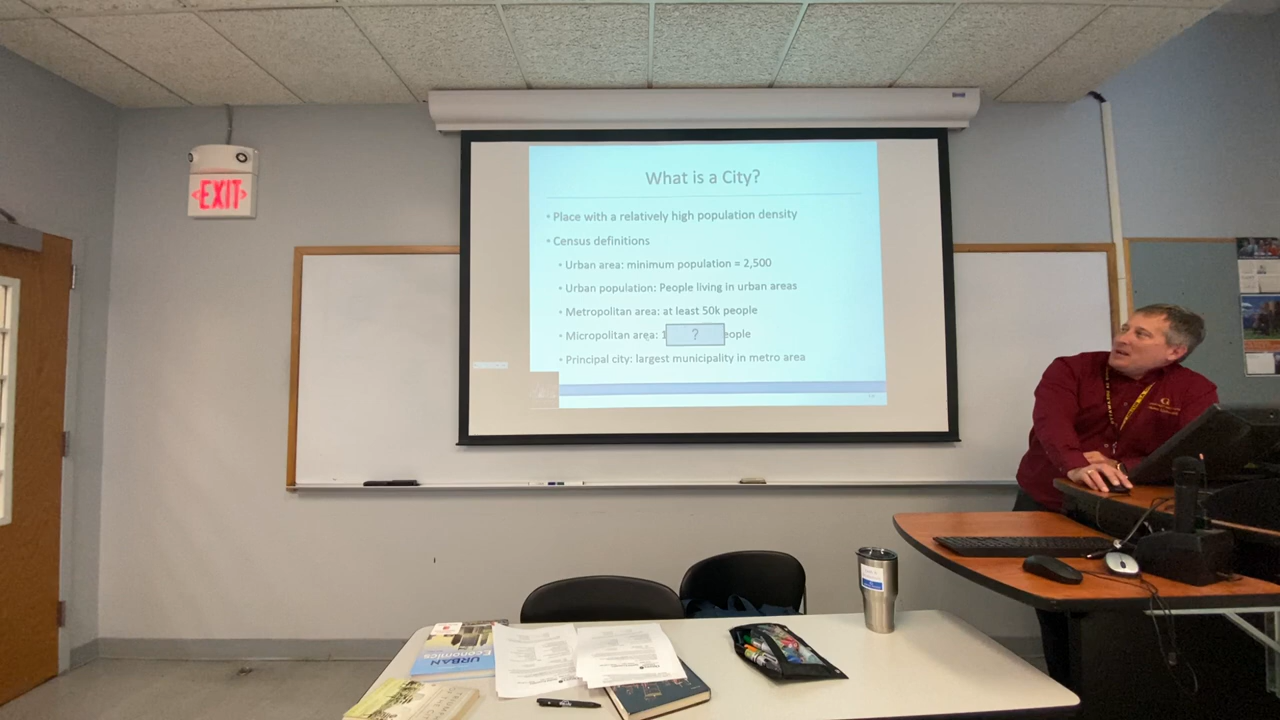 EXIT
What is a City?
• Place with a relatively high population density
• Census definitions
• Urban area: minimum population = 2,500
• Urban population: People living in urban areas
• Metropolitan area: at least 50k people
• Micropolitan area: 1 ? eople
• Principal city: largest municipality in metro area
URBAN
Economics